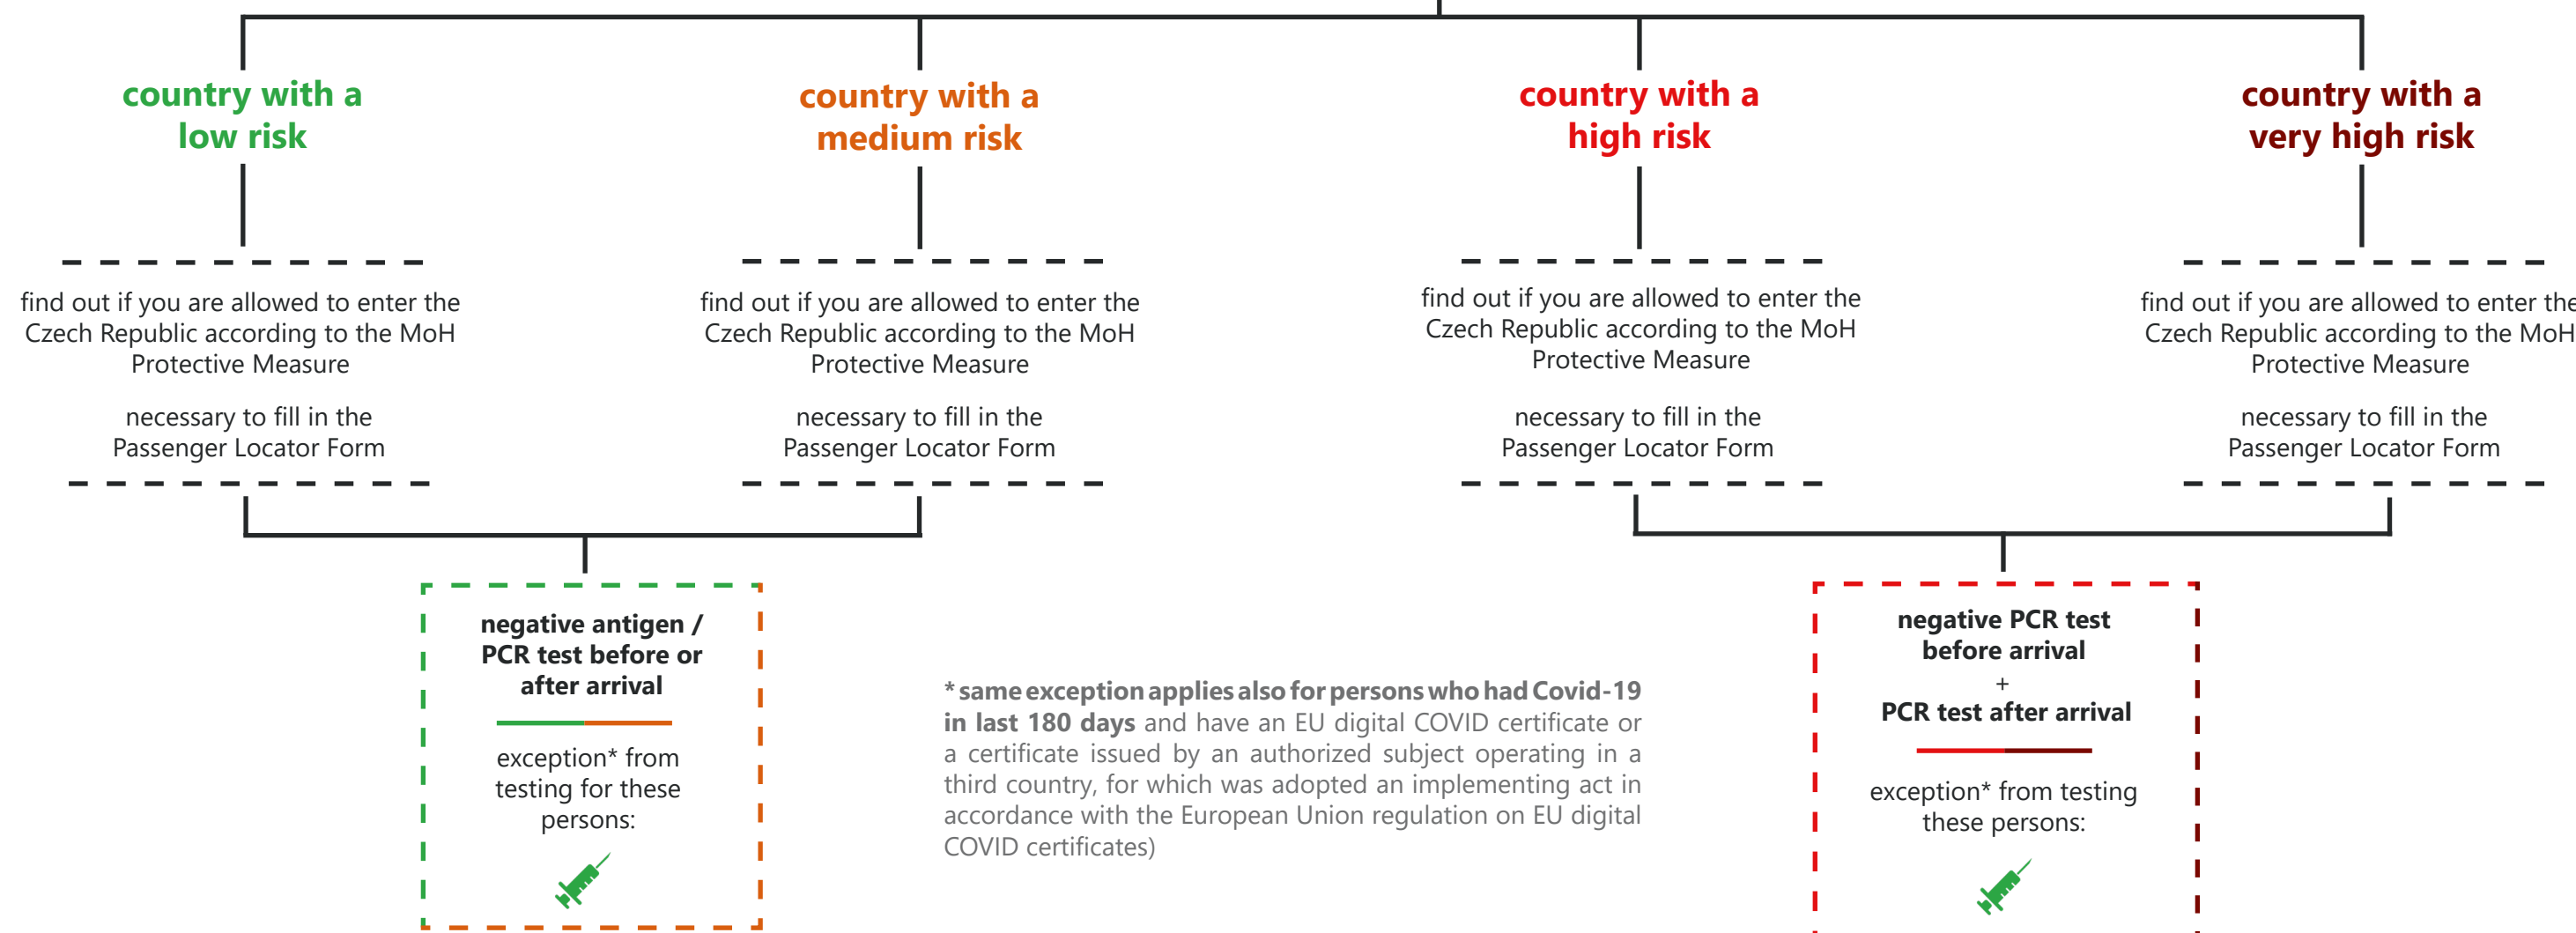 country with a
low risk
country with a
medium risk
country with a
high risk
country with a
very high risk
find out if you are allowed to enter the
Czech Republic according to the MoH
Protective Measure
necessary to fill in the
Passenger Locator Form
find out if you are allowed to enter the
Czech Republic according to the MoH
Protective Measure
necessary to fill in the
Passenger Locator Form
find out if you are allowed to enter the
Czech Republic according to the MoH
Protective Measure
necessary to fill in the
Passenger Locator Form
find out if you are allowed to enter the
Czech Republic according to the MoH
Protective Measure
necessary to fill in the
Passenger Locator Form
negative antigen /
PCR test before or
after arrival
exception* from
testing for these
persons:
* same exception applies also for persons who had Covid-19
in last 180 days and have an EU digital COVID certificate or
a certificate issued by an authorized subject operating in a
third country, for which was adopted an implementing act in
accordance with the European Union regulation on EU digital
COVID certificates)
negative PCR test
before arrival
+
PCR test after arrival
exception* from testing
these persons: